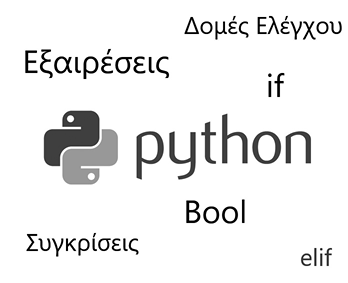 Δομές Ελέγχου
Εξαιρέσεις
if
python
Bool
Συγκρίσεις
elif